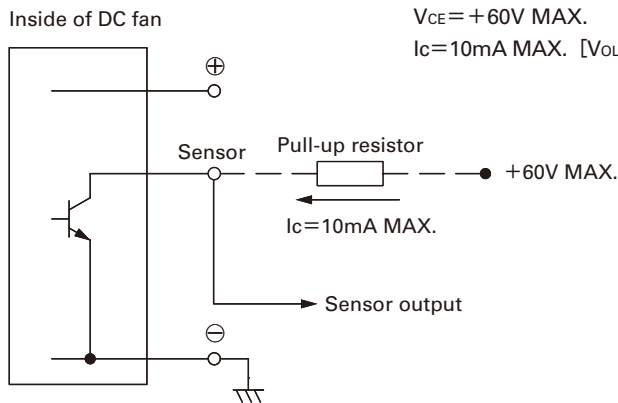 Inside of DC fan
VCE=+60V MAX.
Ic=10mA MAX. [VOL
⊕
Sensor
Pull-up resistor
+60V MAX.
Ic=10mA MAX.
Sensor output
⊖